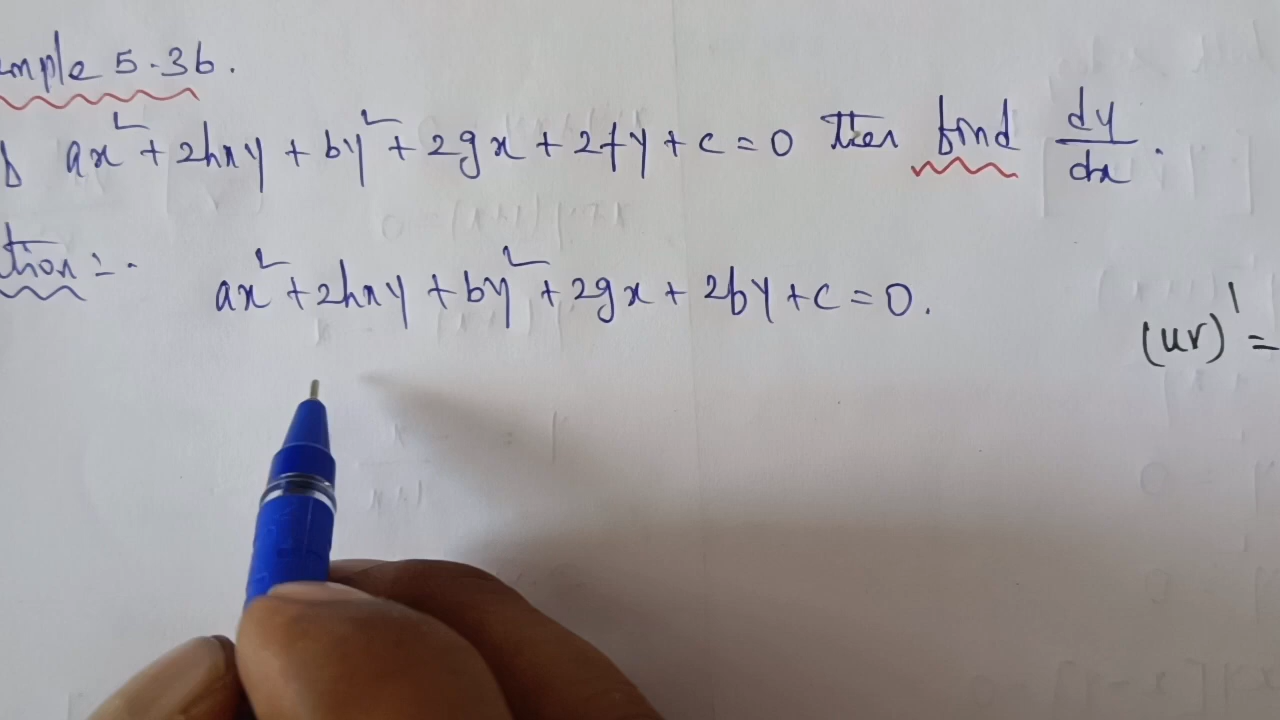 mple 5.36.
ax² + 2hxy + by² + 2gx + 2fy + c = 0 then find dy/dx.
tion:-
ax² + 2hxy + by² + 2gx + 2fy + c = 0.
(uv)' =